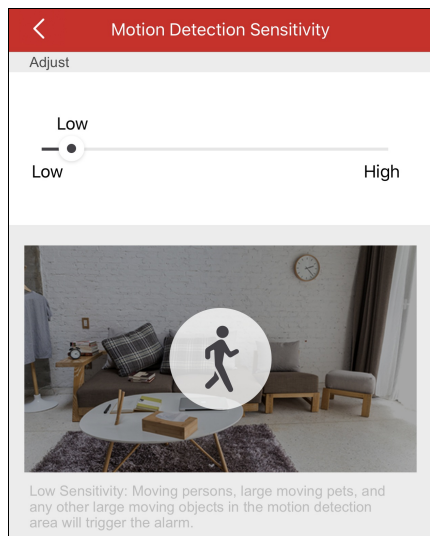 Motion Detection Sensitivity
Adjust
Low
Low High
Low Sensitivity: Moving persons, large moving pets, and
any other large moving objects in the motion detection
area will trigger the alarm.